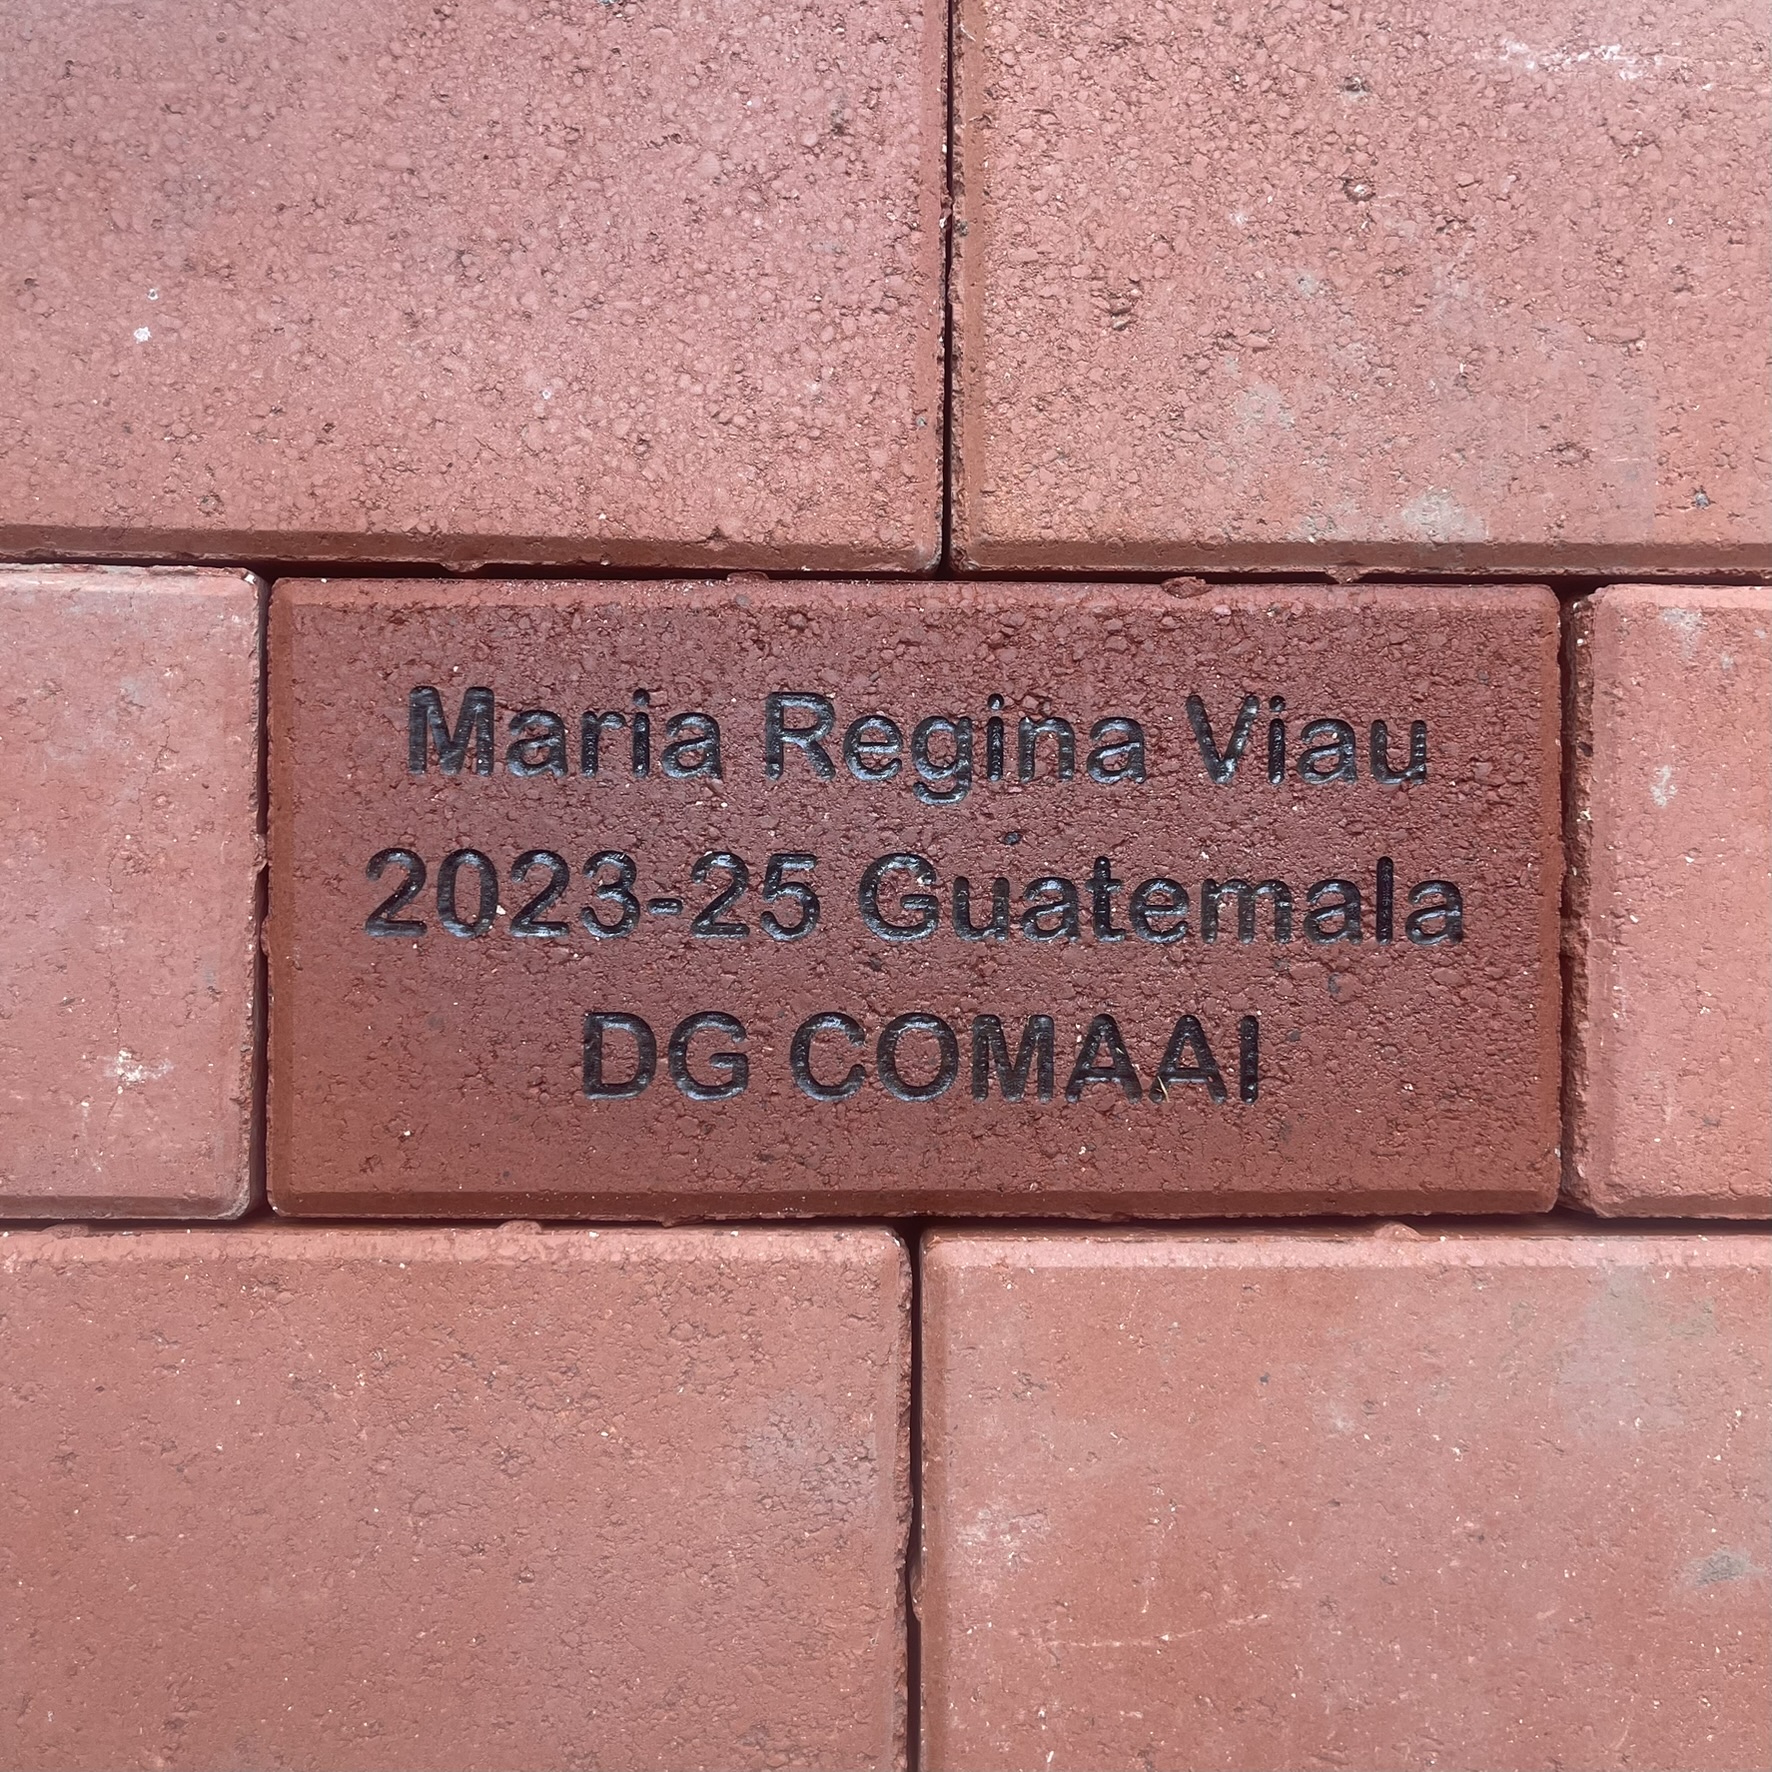 Maria Regina Viau
2023-25 Guatemala
DG COMAAI